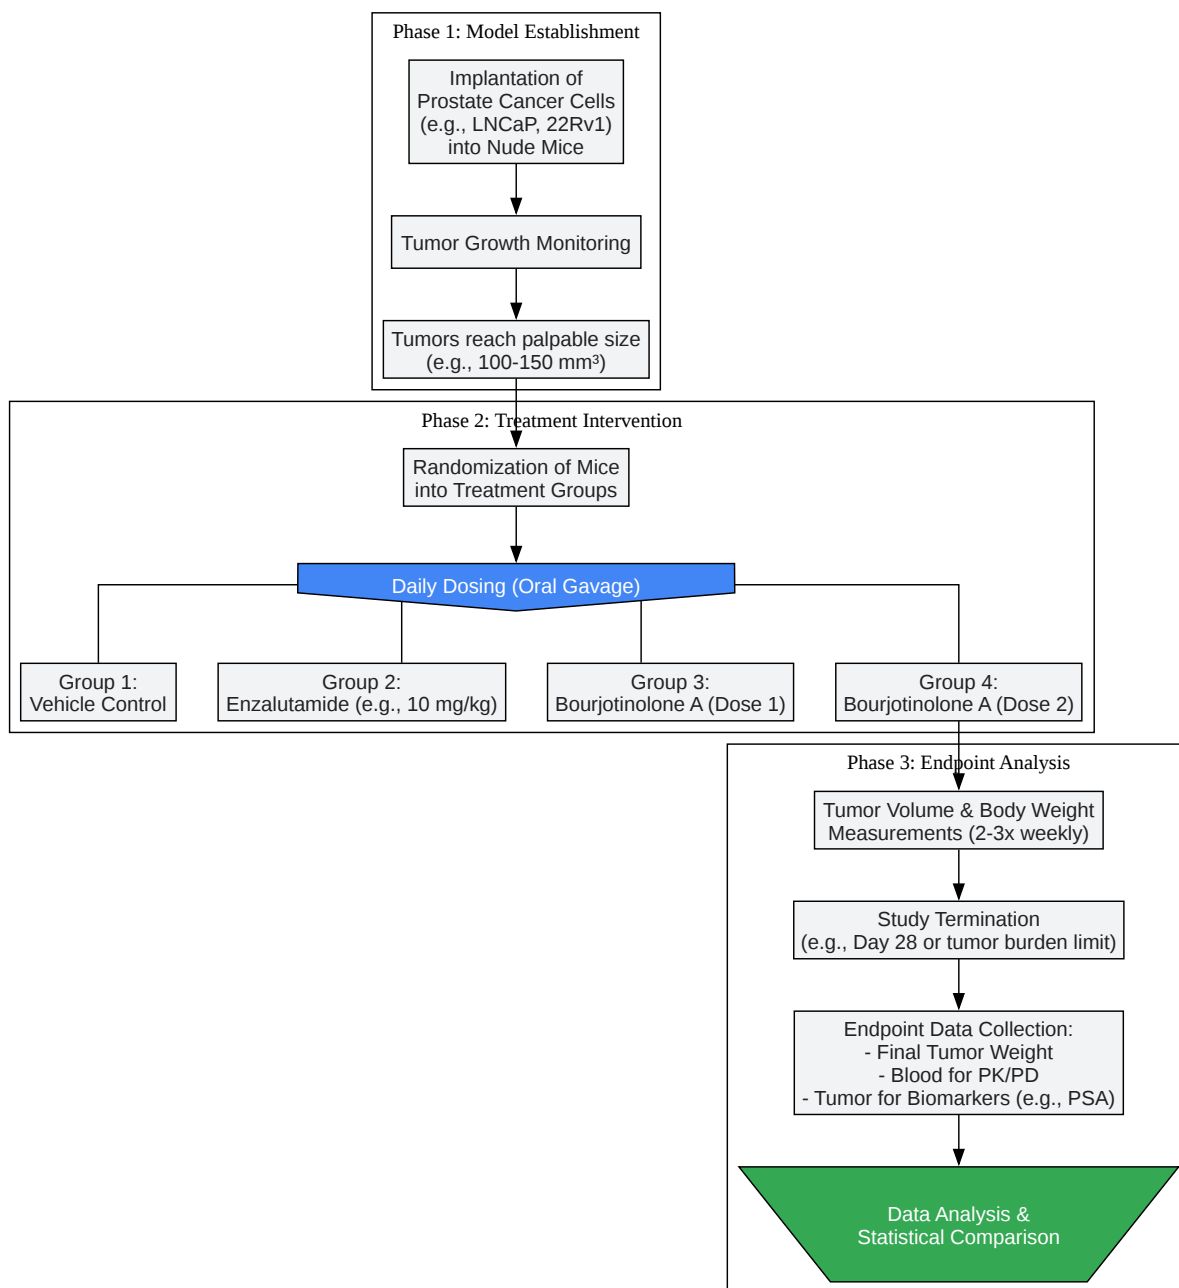 Phase 1: Model Establishment
Implantation of
Prostate Cancer Cells
(e.g., LNCaP, 22Rv1)
into Nude Mice
Tumor Growth Monitoring
Tumors reach palpable size
(e.g., 100-150 mm³)
Phase 2: Treatment Intervention
Randomization of Mice
into Treatment Groups
Daily Dosing (Oral Gavage)
Group 1:
Vehicle Control
Group 2:
Enzalutamide (e.g., 10 mg/kg)
Group 3:
Bourjotinolone A (Dose 1)
Group 4:
Bourjotinolone A (Dose 2)
Phase 3: Endpoint Analysis
Tumor Volume & Body Weight
Measurements (2-3x weekly)
Study Termination
(e.g., Day 28 or tumor burden limit)
Endpoint Data Collection:
- Final Tumor Weight
- Blood for PK/PD
- Tumor for Biomarkers (e.g., PSA)
Data Analysis &
Statistical Comparison